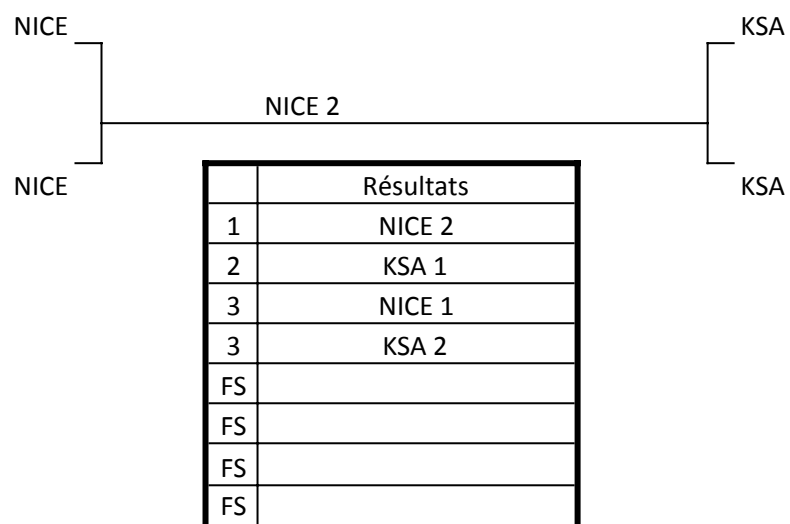 NICE KSA
NICE 2
NICE KSA
Résultats
1 NICE 2
2 KSA 1
3 NICE 1
3 KSA 2
FS
FS
FS
FS